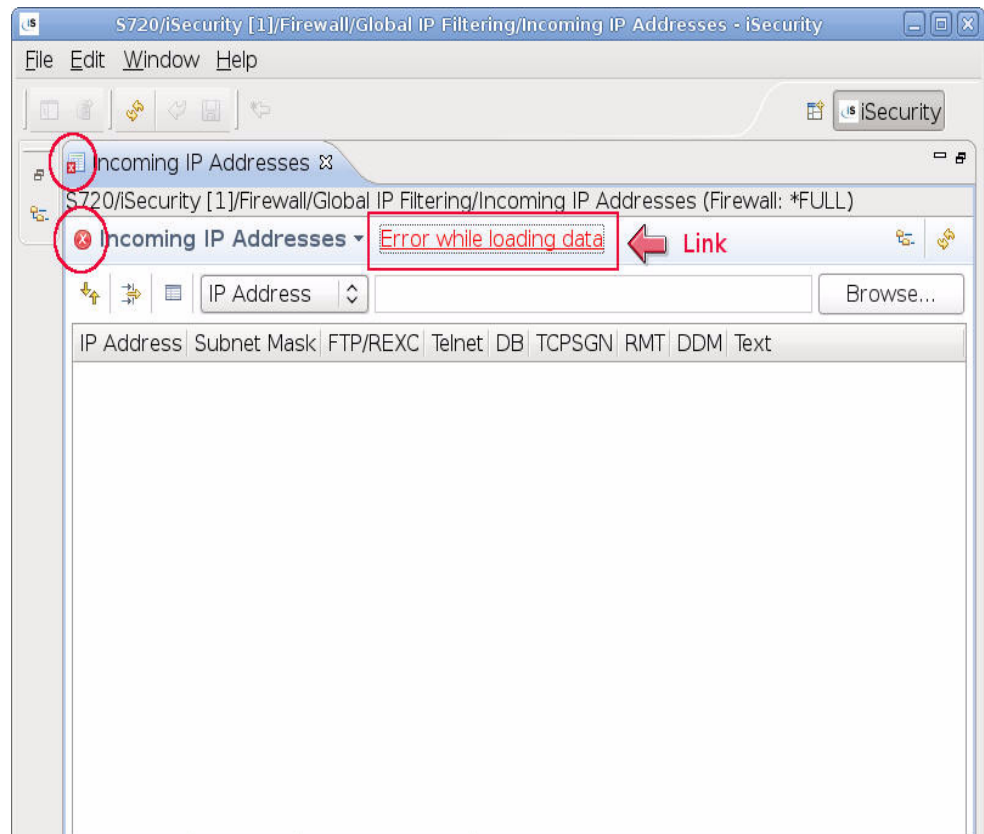 iS S720/iSecurity [1]/Firewall/Global IP Filtering/Incoming IP Addresses - iSecurity
File Edit Window Help
iS iSecurity
Incoming IP Addresses
S720/iSecurity [1]/Firewall/Global IP Filtering/Incoming IP Addresses (Firewall: *FULL)
Incoming IP Addresses Error while loading data Link
IP Address Browse...
IP Address Subnet Mask FTP/REXC Telnet DB TCPSGN RMT DDM Text